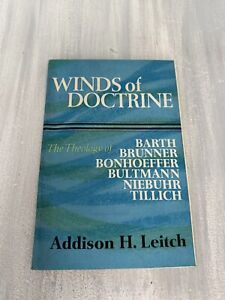 WINDS of
DOCTRINE
The Theology of
BARTH
BRUNNER
BONHOEFFER
BULTMANN
NIEBUHR
TILLICH
Addison H. Leitch